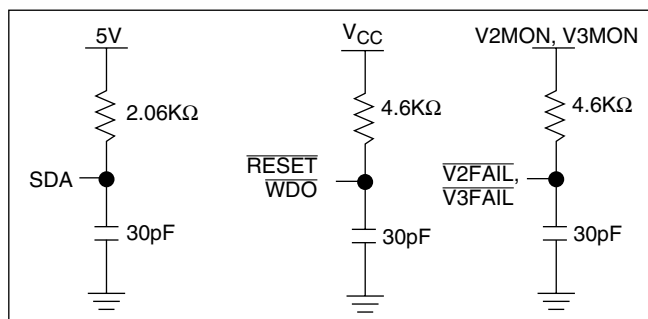 5V
2.06KΩ
SDA
30pF
VCC
4.6KΩ
RESET
WDO
30pF
V2MON, V3MON
4.6KΩ
V2FAIL,
V3FAIL
30pF